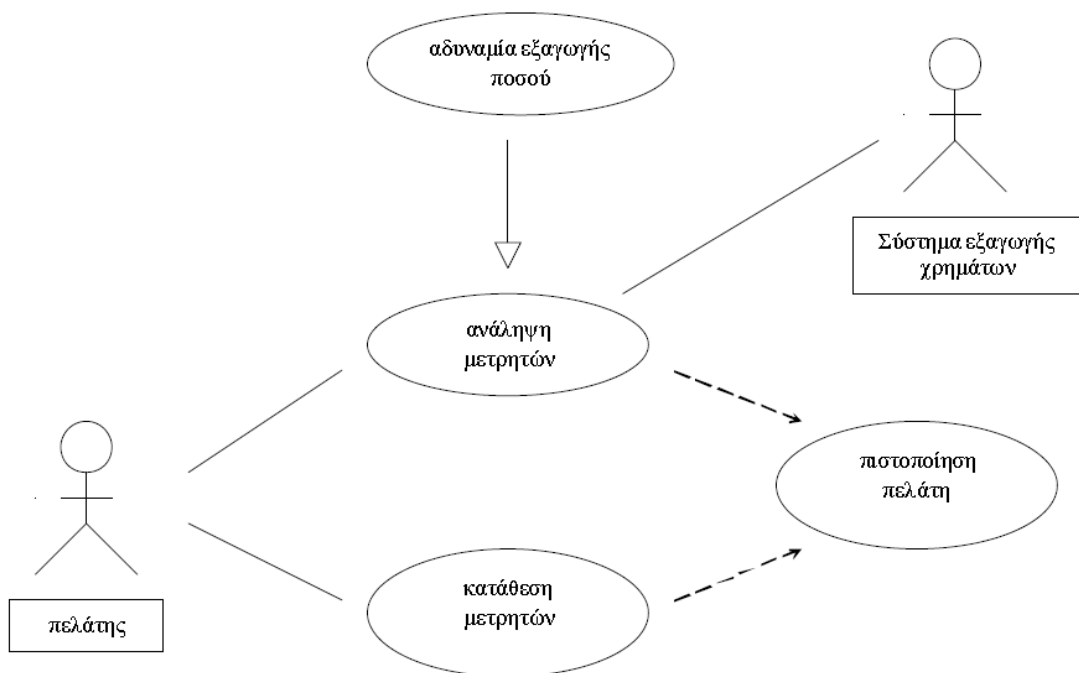 αδυναμία εξαγωγής
ποσού
Σύστημα εξαγωγής
χρημάτων
ανάληψη
μετρητών
πιστοποίηση
πελάτη
κατάθεση
μετρητών
πελάτης